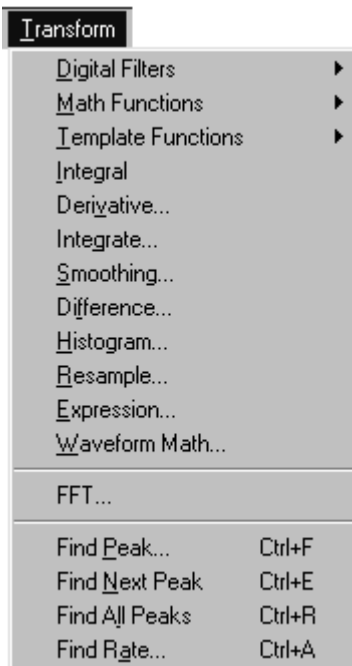 Transform
Digital Filters
Math Functions
Template Functions
Integral
Derivative...
Integrate...
Smoothing...
Difference...
Histogram...
Resample...
Expression...
Waveform Math...
FFT...
Find Peak... Ctrl+F
Find Next Peak Ctrl+E
Find All Peaks Ctrl+R
Find Rate... Ctrl+A